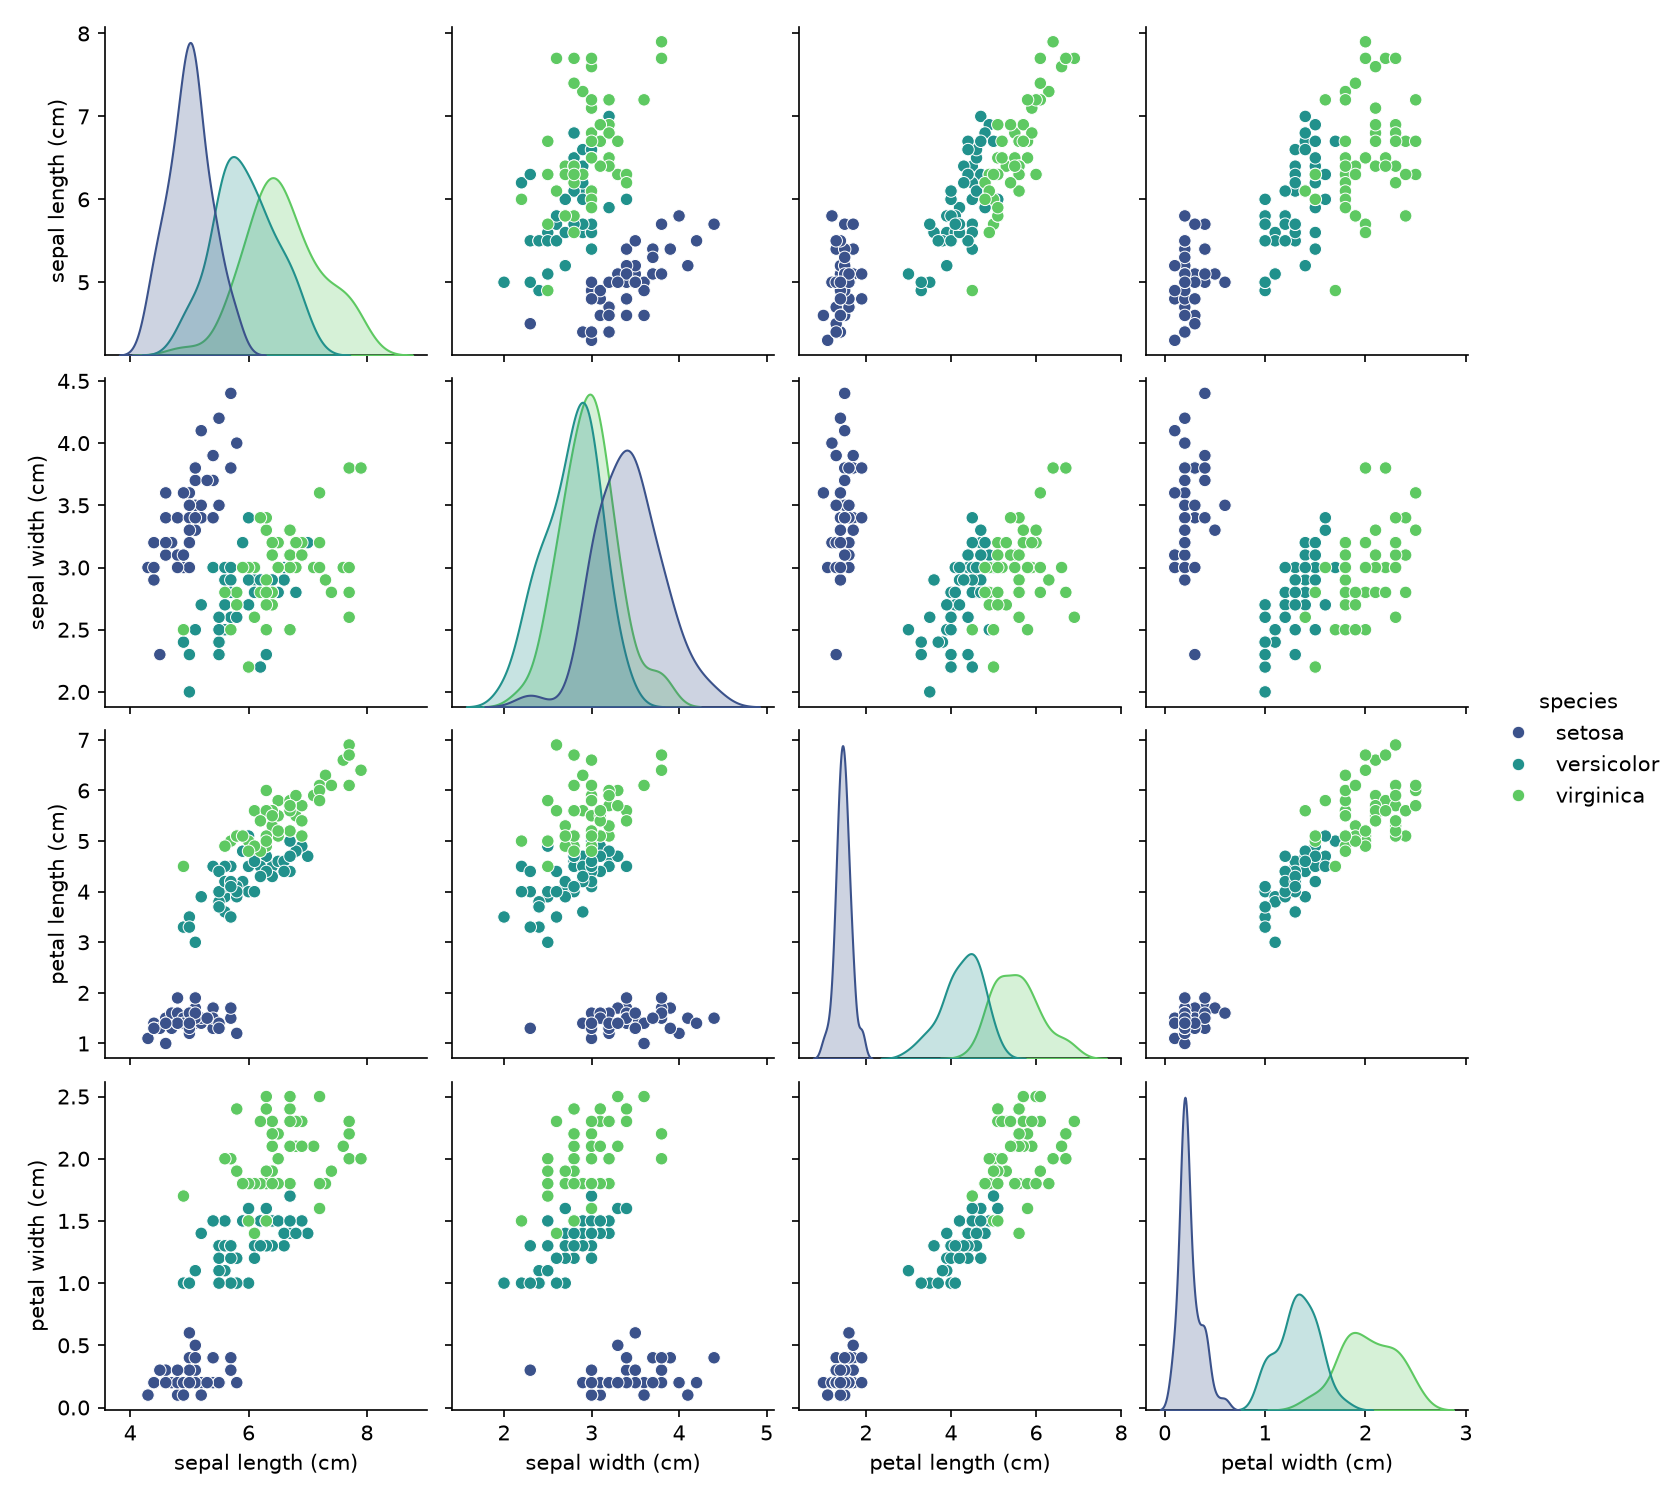 8
7
6
5
sepal length (cm)
4.5
4.0
3.5
3.0
2.5
2.0
sepal width (cm)
7
6
5
4
3
2
1
petal length (cm)
2.5
2.0
1.5
1.0
0.5
0.0
petal width (cm)
4 6 8
2 3 4 5
2 4 6 8
0 1 2 3
sepal length (cm)
sepal width (cm)
petal length (cm)
petal width (cm)
species
setosa
versicolor
virginica